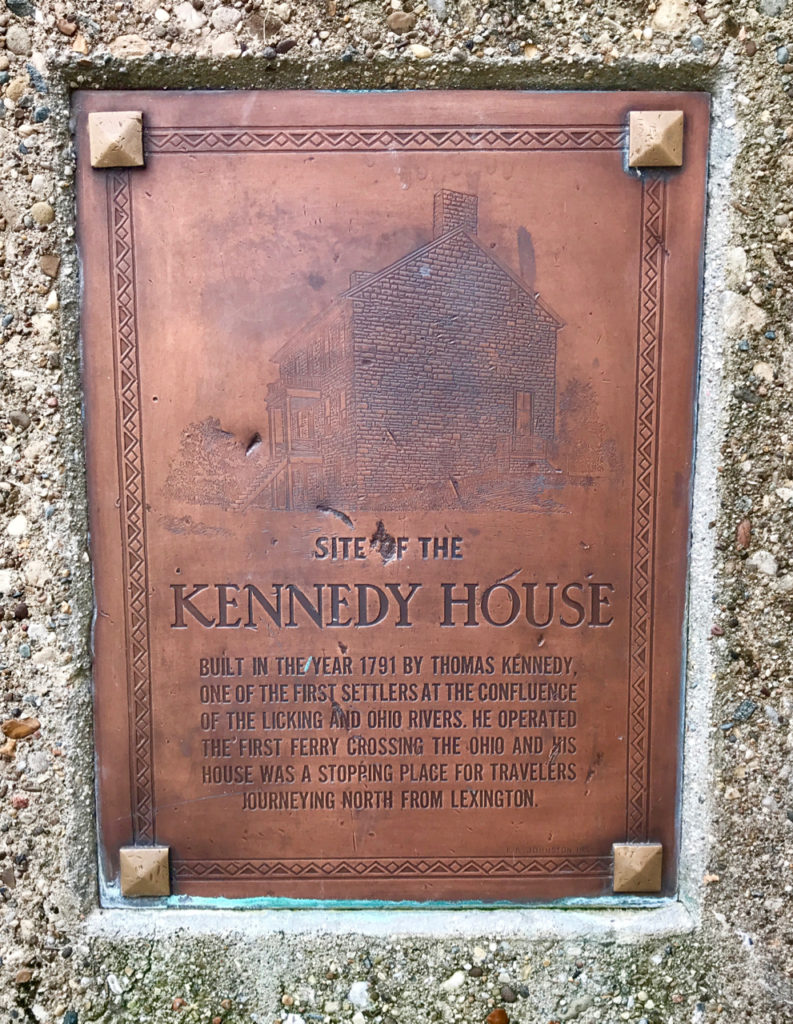 SITE OF THE
KENNEDY HOUSE
BUILT IN THE YEAR 1791 BY THOMAS KENNEDY,
ONE OF THE FIRST SETTLERS AT THE CONFLUENCE
OF THE LICKING AND OHIO RIVERS. HE OPERATED
THE FIRST FERRY CROSSING THE OHIO AND HIS
HOUSE WAS A STOPPING PLACE FOR TRAVELERS
JOURNEYING NORTH FROM LEXINGTON.
JOHNSTON